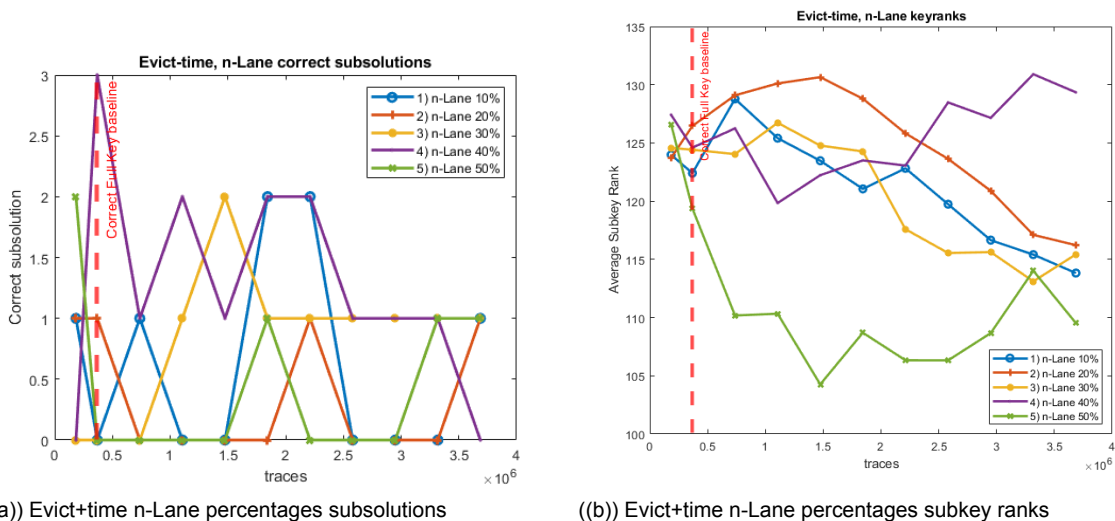 Evict-time, n-Lane correct subsolutions
3
2.5
2
1.5
1
0.5
0
Correct subsolution
Correct Full Key baseline
1) n-Lane 10%
2) n-Lane 20%
3) n-Lane 30%
4) n-Lane 40%
5) n-Lane 50%
0 0.5 1 1.5 2 2.5 3 3.5 4
traces
× 10⁶
a)) Evict+time n-Lane percentages subsolutions
Evict-time, n-Lane keyranks
135
130
125
120
115
110
105
100
Average Subkey Rank
Correct Full Key baseline
1) n-Lane 10%
2) n-Lane 20%
3) n-Lane 30%
4) n-Lane 40%
5) n-Lane 50%
0 0.5 1 1.5 2 2.5 3 3.5 4
traces
× 10⁶
((b)) Evict+time n-Lane percentages subkey ranks